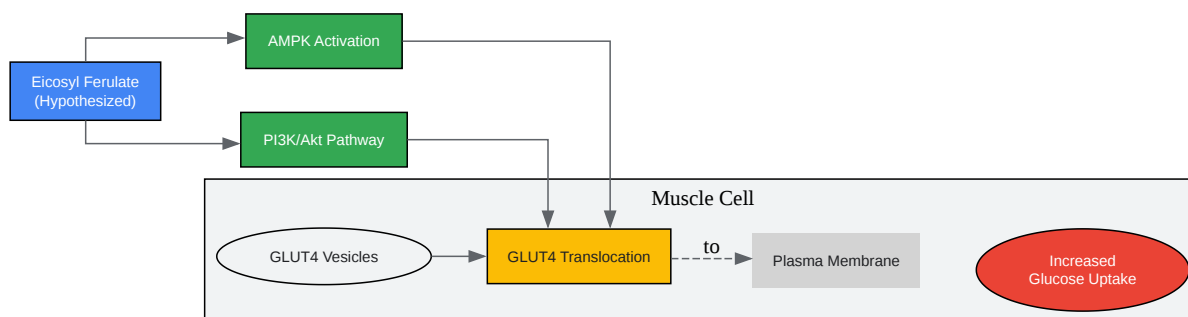 AMPK Activation
Eicosyl Ferulate
(Hypothesized)
PI3K/Akt Pathway
Muscle Cell
GLUT4 Vesicles
GLUT4 Translocation
to
Plasma Membrane
Increased
Glucose Uptake